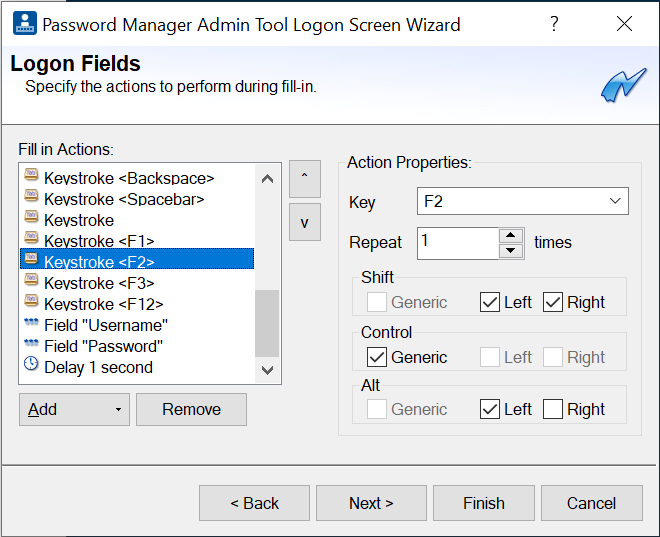 Password Manager Admin Tool Logon Screen Wizard
?
Logon Fields
Specify the actions to perform during fill-in.
Fill in Actions:
Keystroke <Backspace>
Keystroke <Spacebar>
Keystroke
Keystroke <F1>
Keystroke <F2>
Keystroke <F3>
Keystroke <F12>
Field "Username"
Field "Password"
Delay 1 second
^
v
Add
Remove
Action Properties:
Key F2
Repeat 1 times
Shift
Generic Left Right
Control
Generic Left Right
Alt
Generic Left Right
< Back
Next >
Finish
Cancel